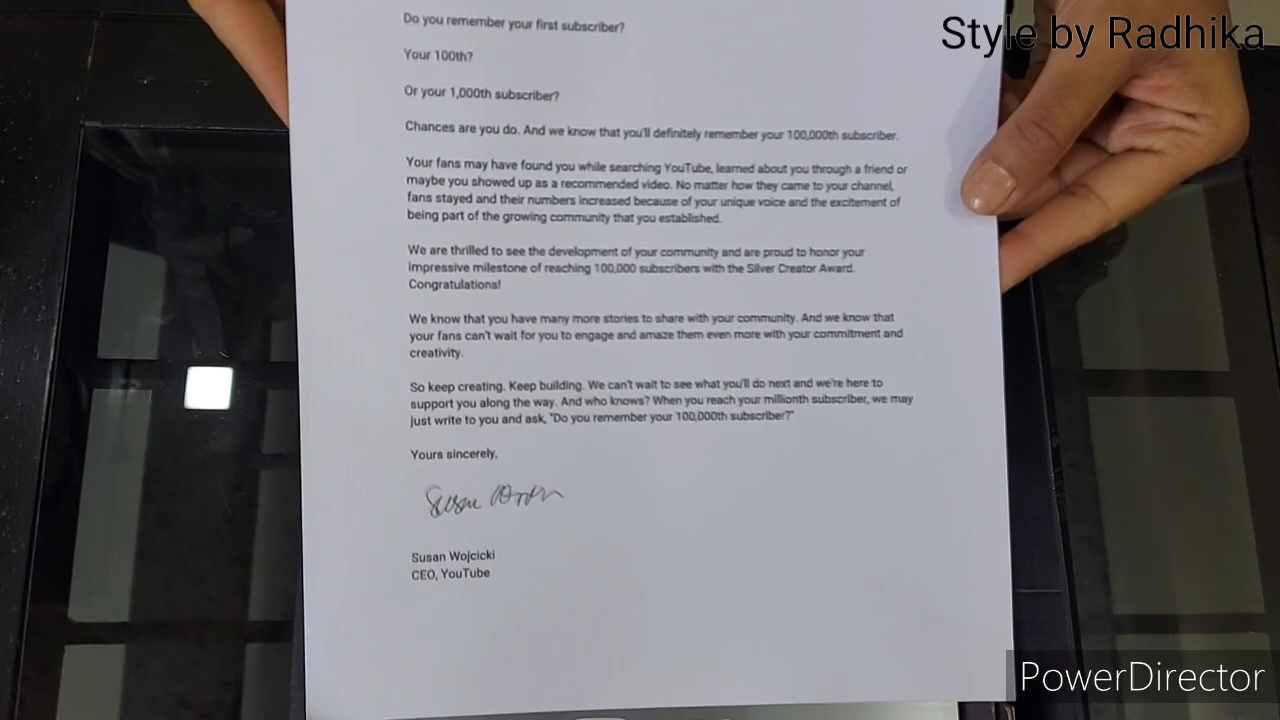 Style by Radhika
Do you remember your first subscriber?
Your 100th?
Or your 1,000th subscriber?
Chances are you do. And we know that you'll definitely remember your 100,000th subscriber.
Your fans may have found you while searching YouTube, learned about you through a friend or
maybe you showed up as a recommended video. No matter how they came to your channel,
fans stayed and their numbers increased because of your unique voice and the excitement of
being part of the growing community that you established.
We are thrilled to see the development of your community and are proud to honor your
impressive milestone of reaching 100,000 subscribers with the Silver Creator Award.
Congratulations!
We know that you have many more stories to share with your community. And we know that
your fans can't wait for you to engage and amaze them even more with your commitment and
creativity.
So keep creating. Keep building. We can't wait to see what you'll do next and we're here to
support you along the way. And who knows? When you reach your millionth subscriber, we may
just write to you and ask, "Do you remember your 100,000th subscriber?"
Yours sincerely,
Susan Wojcicki
CEO, YouTube
PowerDirector